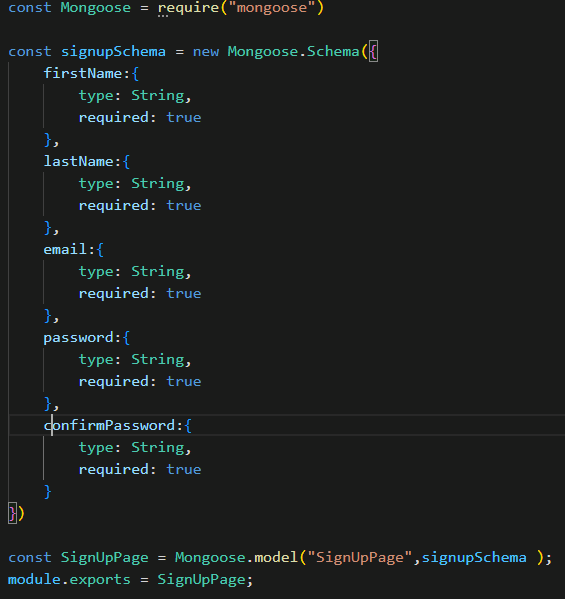 const Mongoose = require("mongoose")
const signupSchema = new Mongoose.Schema({
    firstName:{
        type: String,
        required: true
    },
    lastName:{
        type: String,
        required: true
    },
    email:{
        type: String,
        required: true
    },
    password:{
        type: String,
        required: true
    },
    confirmPassword:{
        type: String,
        required: true
    }
})
const SignUpPage = Mongoose.model("SignUpPage",signupSchema );
module.exports = SignUpPage;